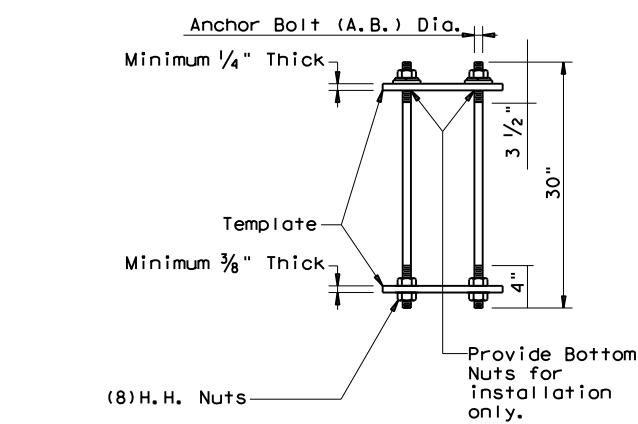 Anchor Bolt (A.B.) Dia.
Minimum 1/4" Thick
3 1/2"
30"
Template
Minimum 3/8" Thick
4"
Provide Bottom
Nuts for
installation
only.
(8)H.H. Nuts